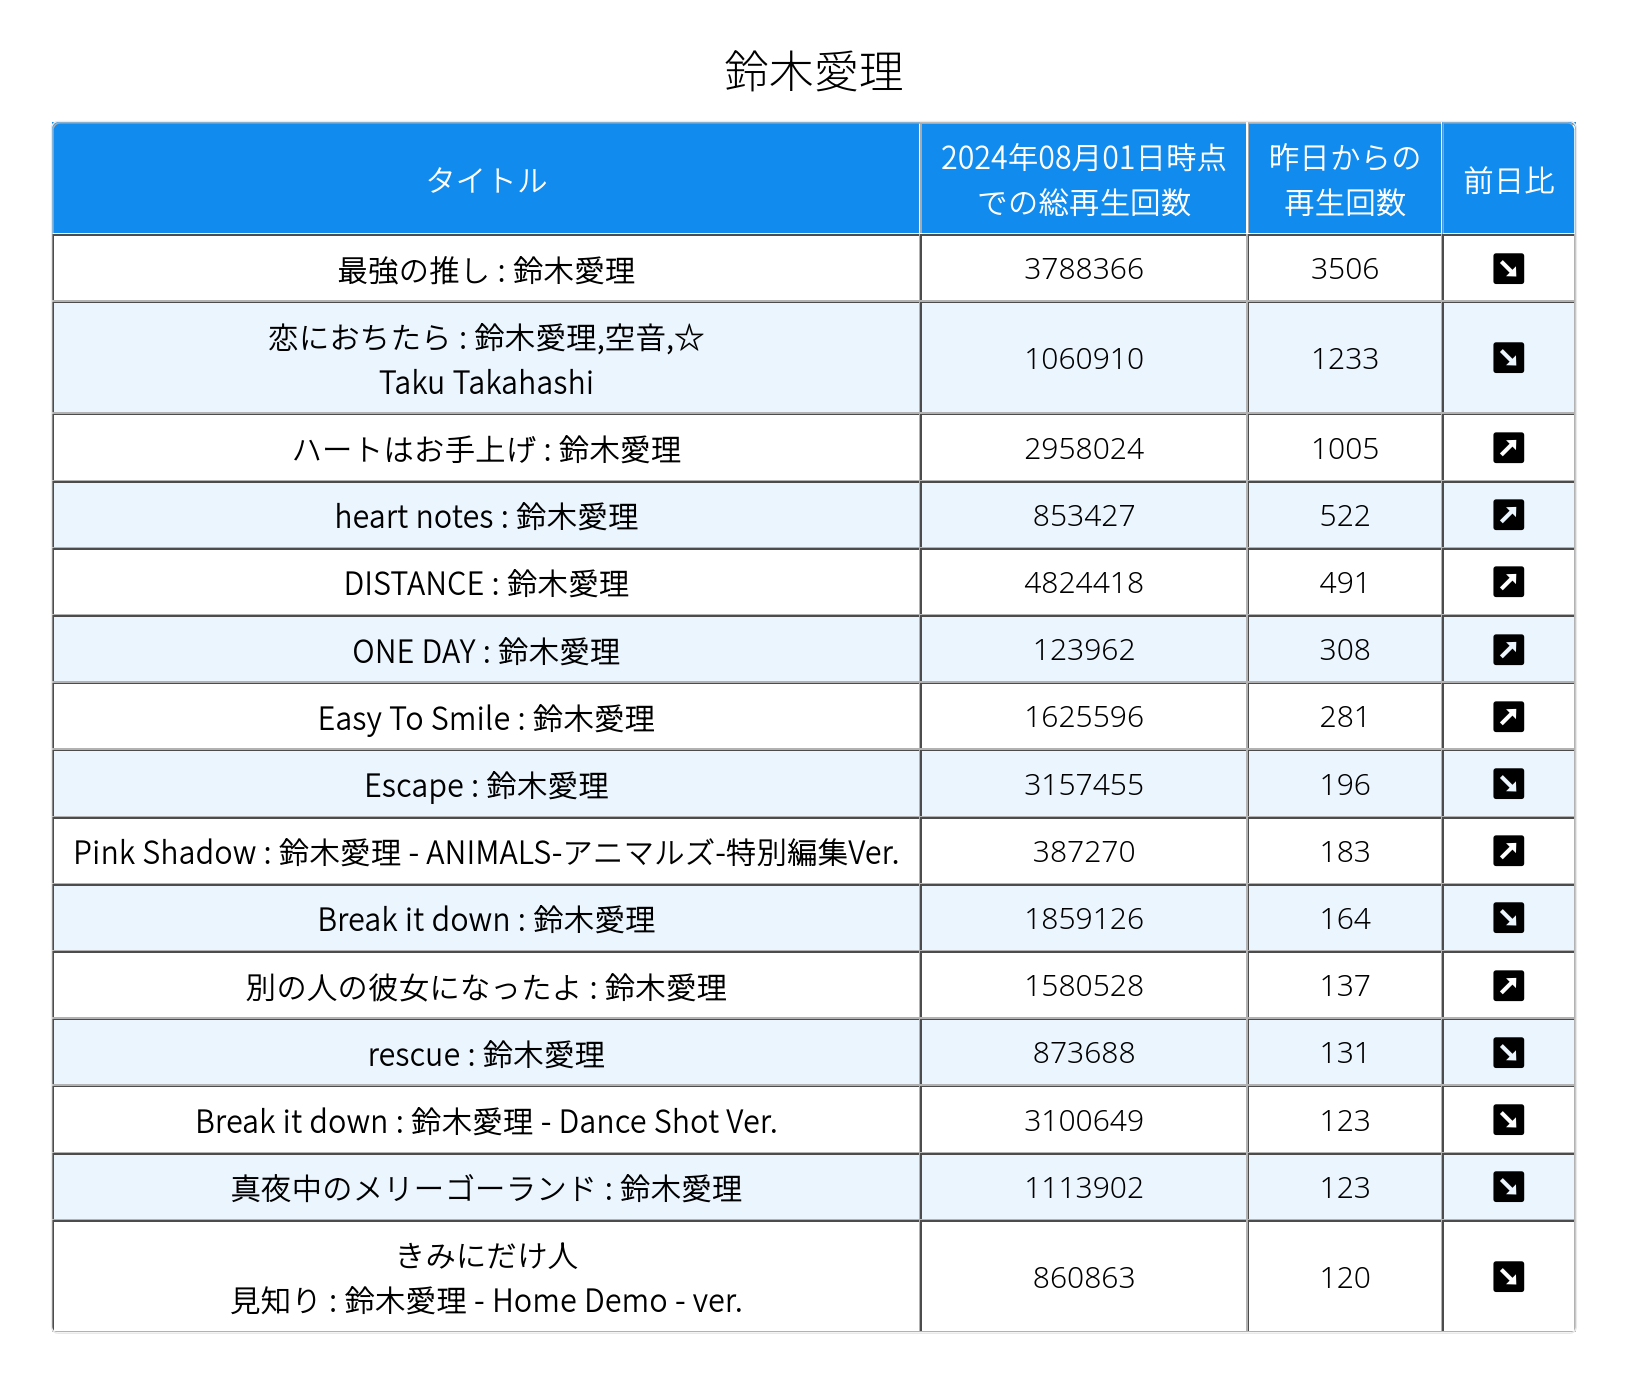 鈴木愛理
タイトル
2024年08月01日時点
での総再生回数
昨日からの
再生回数
前日比
最強の推し : 鈴木愛理
3788366
3506
恋におちたら : 鈴木愛理,空音,☆
Taku Takahashi
1060910
1233
ハートはお手上げ : 鈴木愛理
2958024
1005
heart notes : 鈴木愛理
853427
522
DISTANCE : 鈴木愛理
4824418
491
ONE DAY : 鈴木愛理
123962
308
Easy To Smile : 鈴木愛理
1625596
281
Escape : 鈴木愛理
3157455
196
Pink Shadow : 鈴木愛理 - ANIMALS-アニマルズ-特別編集Ver.
387270
183
Break it down : 鈴木愛理
1859126
164
別の人の彼女になったよ : 鈴木愛理
1580528
137
rescue : 鈴木愛理
873688
131
Break it down : 鈴木愛理 - Dance Shot Ver.
3100649
123
真夜中のメリーゴーランド : 鈴木愛理
1113902
123
きみにだけ人
見知り : 鈴木愛理 - Home Demo - ver.
860863
120